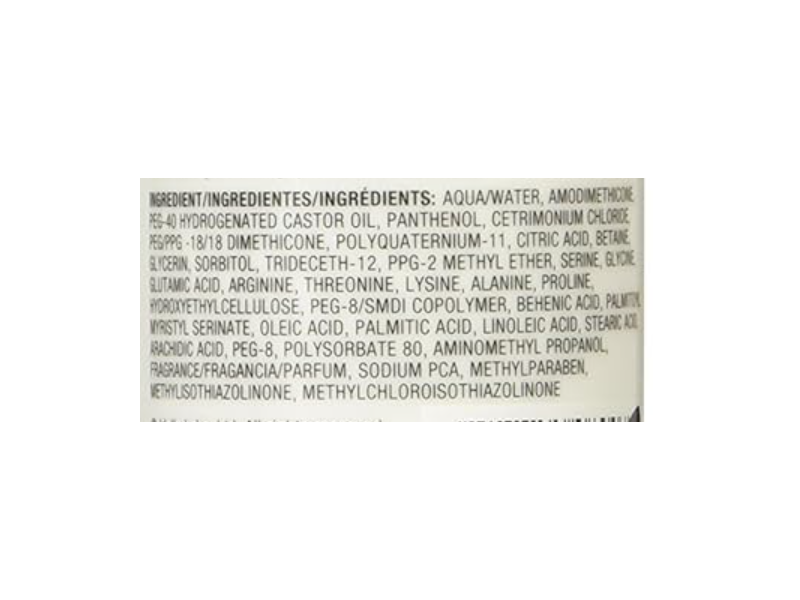 INGREDIENT/INGREDIENTES/INGRÉDIENTS: AQUA/WATER, AMODIMETHICONE,
PEG-40 HYDROGENATED CASTOR OIL, PANTHENOL, CETRIMONIUM CHLORIDE,
PEG/PPG -18/18 DIMETHICONE, POLYQUATERNIUM-11, CITRIC ACID, BETAINE,
GLYCERIN, SORBITOL, TRIDECETH-12, PPG-2 METHYL ETHER, SERINE, GLYCINE,
GLUTAMIC ACID, ARGININE, THREONINE, LYSINE, ALANINE, PROLINE,
HYDROXYETHYLCELLULOSE, PEG-8/SMDI COPOLYMER, BEHENIC ACID, PALMITOYL
MYRISTYL SERINATE, OLEIC ACID, PALMITIC ACID, LINOLEIC ACID, STEARIC ACID,
ARACHIDIC ACID, PEG-8, POLYSORBATE 80, AMINOMETHYL PROPANOL,
FRAGRANCE/FRAGANCIA/PARFUM, SODIUM PCA, METHYLPARABEN,
METHYLISOTHIAZOLINONE, METHYLCHLOROISOTHIAZOLINONE